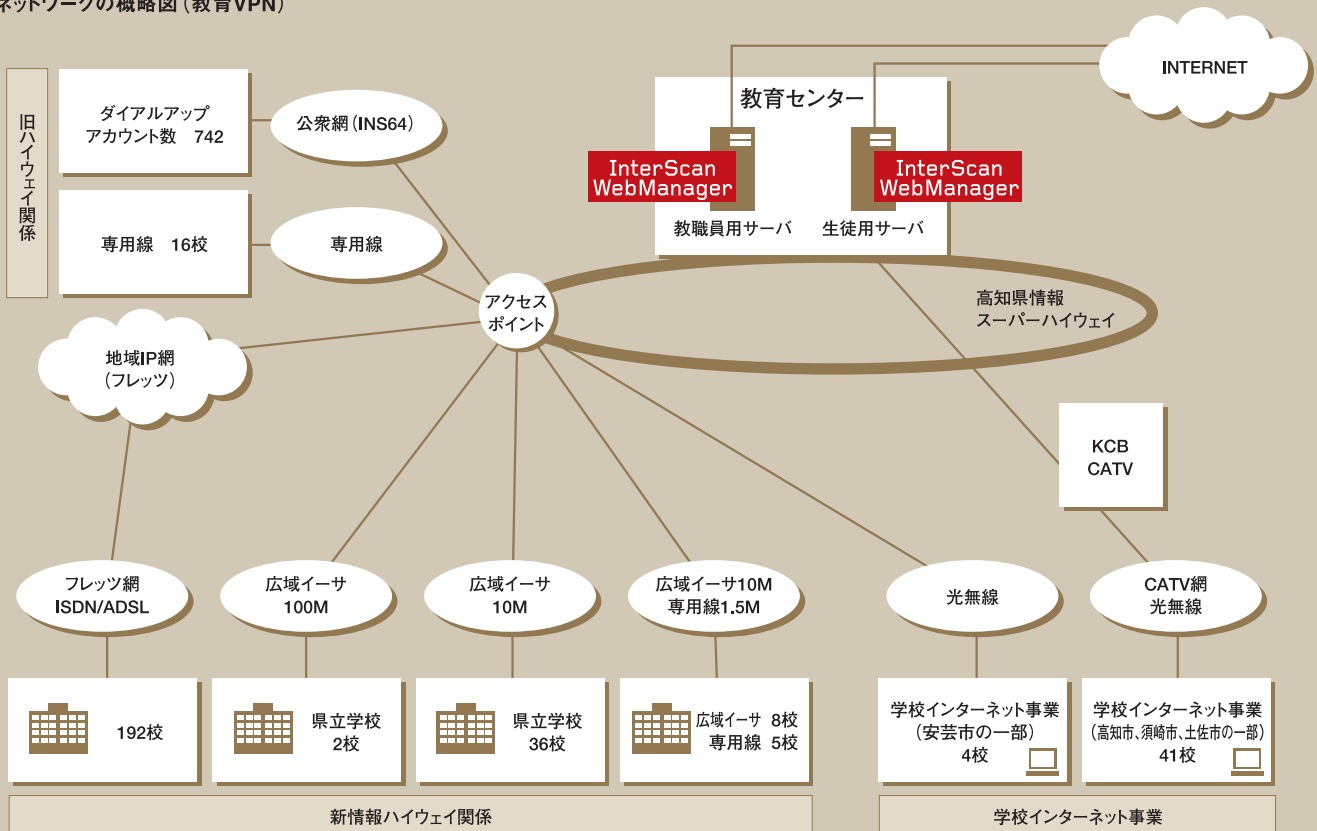 ネットワークの概略図(教育VPN)
INTERNET
旧ハイウェイ関係
ダイアルアップ
アカウント数 742
公衆網(INS64)
専用線 16校
専用線
教育センター
InterScan
WebManager
InterScan
WebManager
教職員用サーバ
生徒用サーバ
アクセス
ポイント
高知県情報
スーパーハイウェイ
地域IP網
(フレッツ)
KCB
CATV
フレッツ網
ISDN/ADSL
広域イーサ
100M
広域イーサ
10M
広域イーサ10M
専用線1.5M
光無線
CATV網
光無線
192校
県立学校
2校
県立学校
36校
広域イーサ 8校
専用線 5校
学校インターネット事業
(安芸市の一部)
4校
学校インターネット事業
(高知市、須崎市、土佐市の一部)
41校
新情報ハイウェイ関係
学校インターネット事業